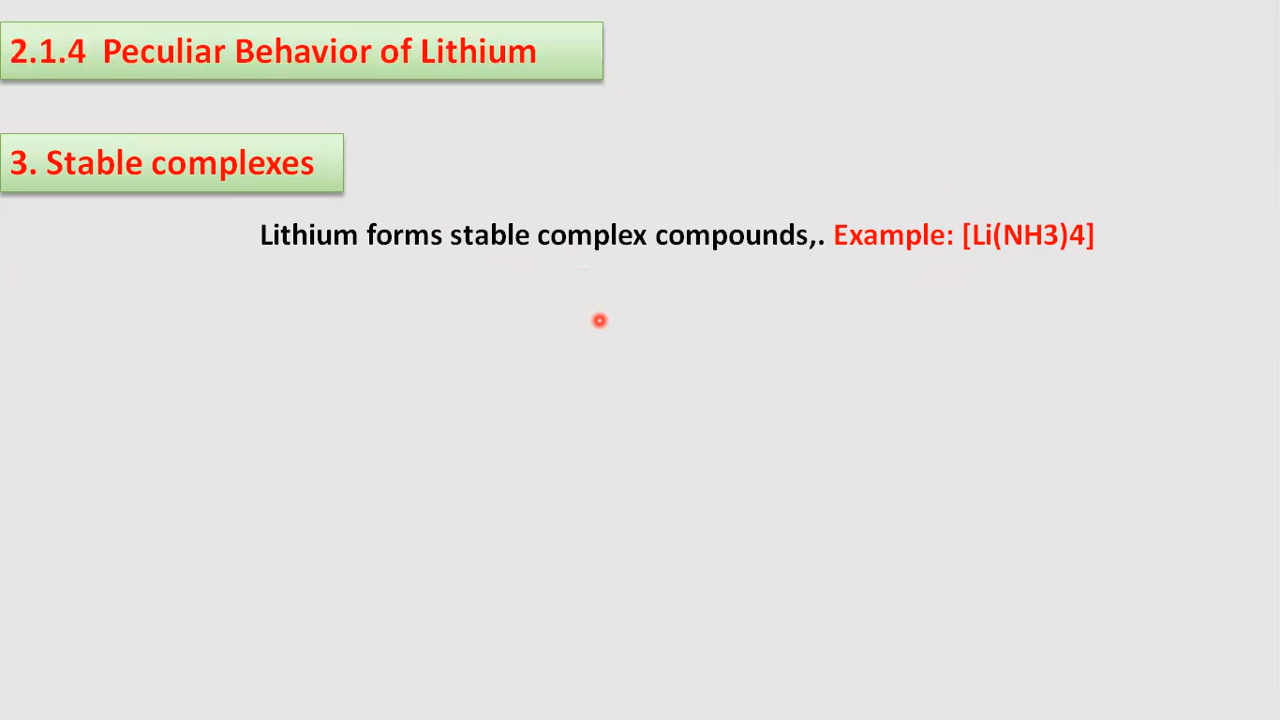 2.1.4 Peculiar Behavior of Lithium
3. Stable complexes
Lithium forms stable complex compounds,. Example: [Li(NH3)4]